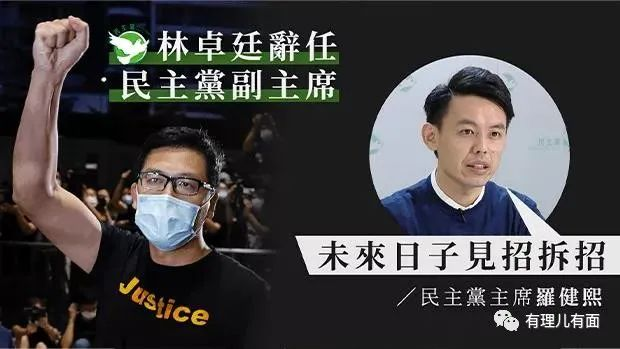 林卓廷辭任
民主黨副主席
Justice
未來日子見招拆招
／民主黨主席羅健熙
有理儿有面